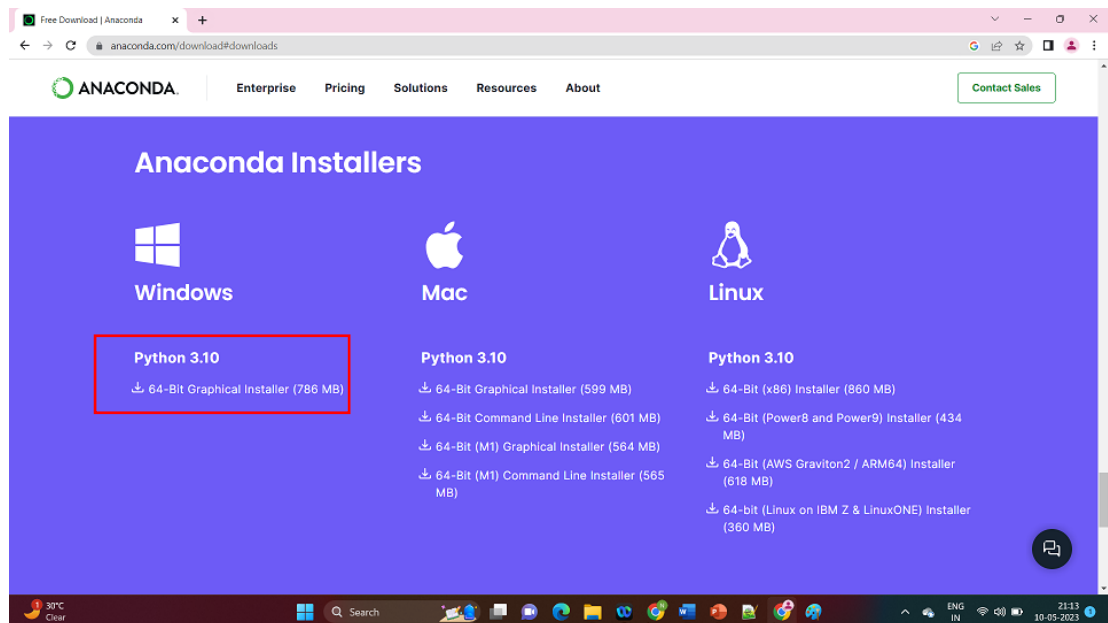 Free Download | Anaconda
anaconda.com/download#downloads
ANACONDA.
Enterprise
Pricing
Solutions
Resources
About
Contact Sales
Anaconda Installers
Windows
Python 3.10
64-Bit Graphical Installer (786 MB)
Mac
Python 3.10
64-Bit Graphical Installer (599 MB)
64-Bit Command Line Installer (601 MB)
64-Bit (M1) Graphical Installer (564 MB)
64-Bit (M1) Command Line Installer (565
MB)
Linux
Python 3.10
64-Bit (x86) Installer (860 MB)
64-Bit (Power8 and Power9) Installer (434
MB)
64-Bit (AWS Graviton2 / ARM64) Installer
(618 MB)
64-bit (Linux on IBM Z & LinuxONE) Installer
(360 MB)
1
30°C
Clear
Search
ENG
IN
21:13
10-05-2023
1